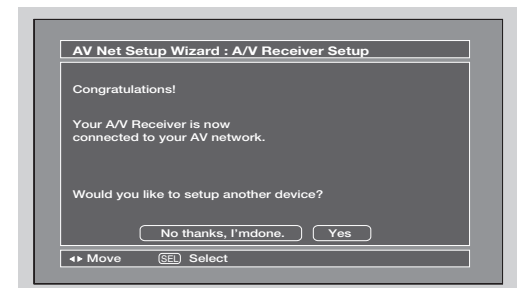 AV Net Setup Wizard : A/V Receiver Setup
Congratulations!
Your A/V Receiver is now
connected to your AV network.
Would you like to setup another device?
No thanks, I'mdone. Yes
◂▸ Move SEL Select